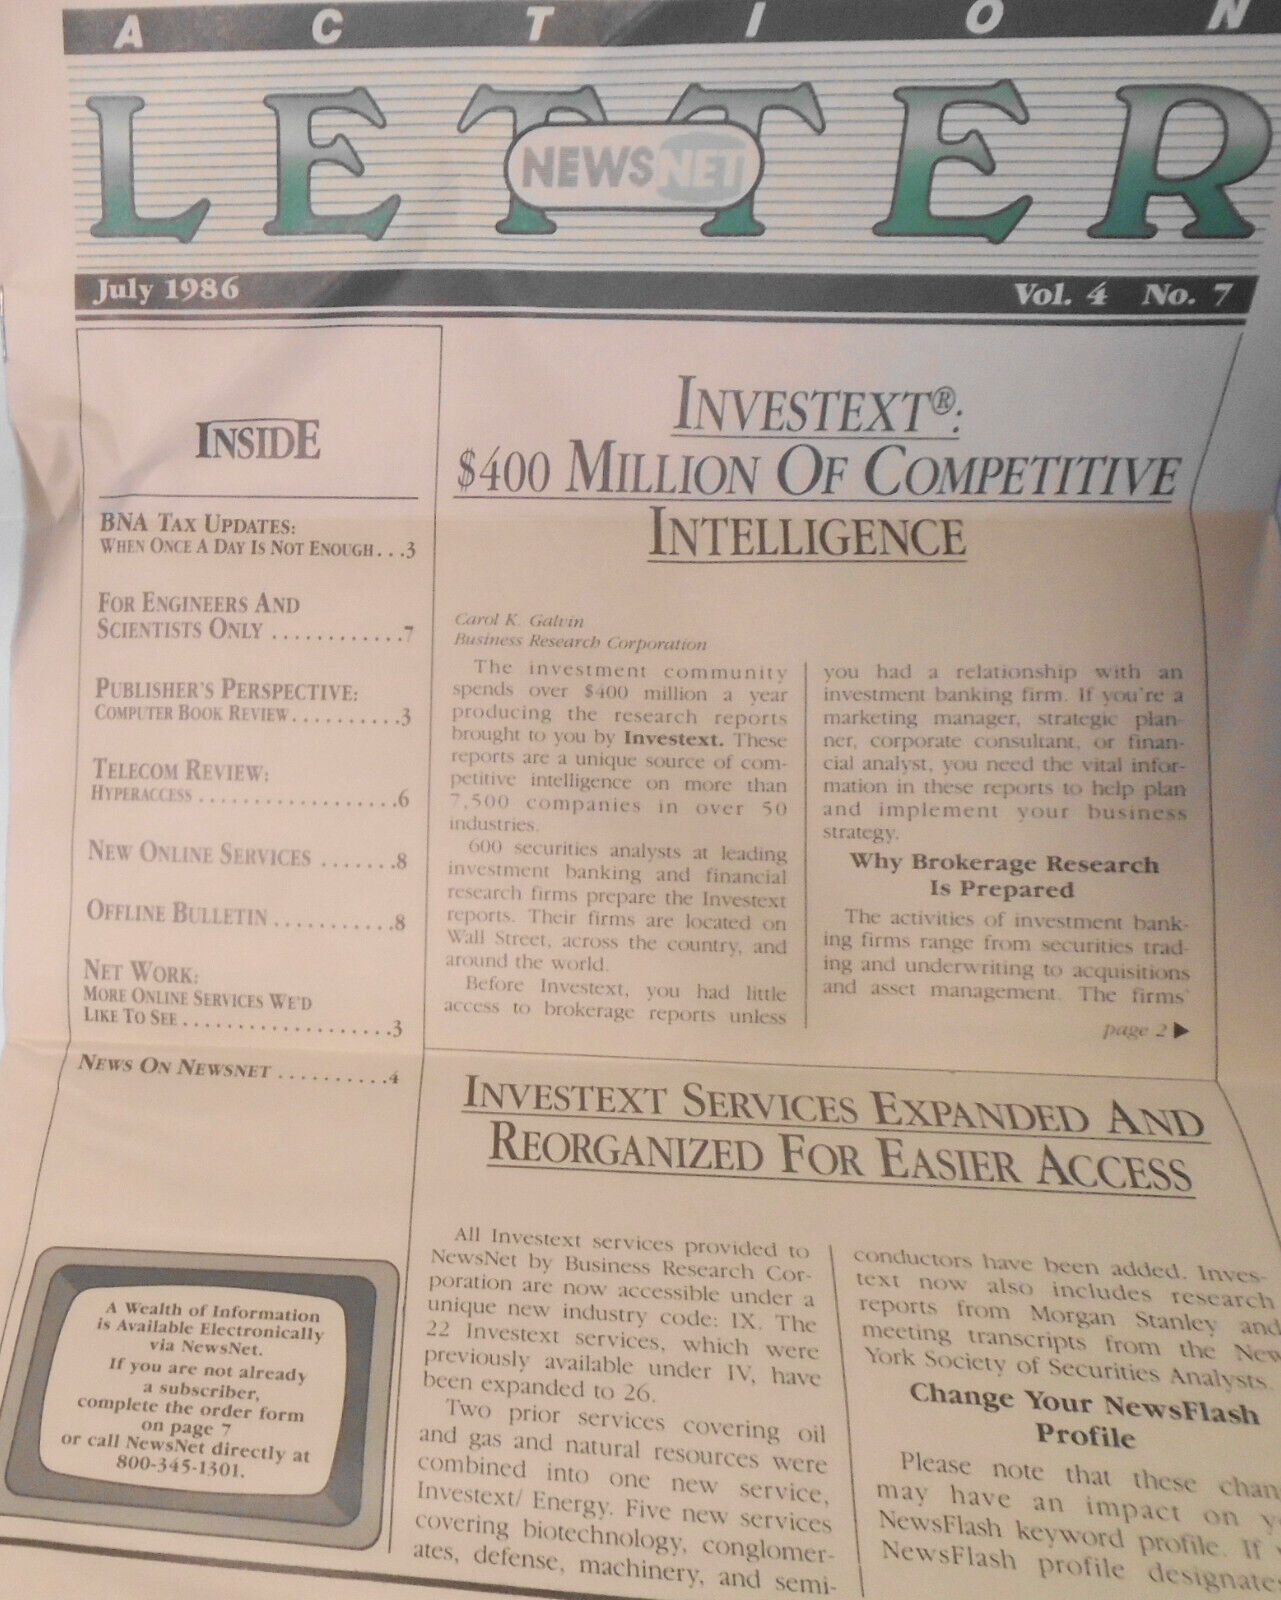 ACTION
LETTER
NEWSNET
July 1986
Vol. 4 No. 7
INSIDE
BNA TAX UPDATES:
WHEN ONCE A DAY IS NOT ENOUGH...3
FOR ENGINEERS AND
SCIENTISTS ONLY ............7
PUBLISHER'S PERSPECTIVE:
COMPUTER BOOK REVIEW..........3
TELECOM REVIEW:
HYPERACCESS..................6
NEW ONLINE SERVICES .......8
OFFLINE BULLETIN ...........8
NET WORK:
MORE ONLINE SERVICES WE'D
LIKE TO SEE...................3
NEWS ON NEWSNET ..........4
A Wealth of Information
is Available Electronically
via NewsNet.
If you are not already
a subscriber,
complete the order form
on page 7
or call NewsNet directly at
800-345-1301.
INVESTEXT®:
$400 MILLION OF COMPETITIVE
INTELLIGENCE
Carol K. Galvin
Business Research Corporation
The investment community
spends over $400 million a year
producing the research reports
brought to you by Investext. These
reports are a unique source of com-
petitive intelligence on more than
7,500 companies in over 50
industries.
600 securities analysts at leading
investment banking and financial
research firms prepare the Investext
reports. Their firms are located on
Wall Street, across the country, and
around the world.
Before Investext, you had little
access to brokerage reports unless
you had a relationship with an
investment banking firm. If you're a
marketing manager, strategic plan-
ner, corporate consultant, or finan-
cial analyst, you need the vital infor-
mation in these reports to help plan
and implement your business
strategy.
Why Brokerage Research
Is Prepared
The activities of investment bank-
ing firms range from securities trad-
ing and underwriting to acquisitions
and asset management. The firms'
page 2 ▶
INVESTEXT SERVICES EXPANDED AND
REORGANIZED FOR EASIER ACCESS
All Investext services provided to
NewsNet by Business Research Cor-
poration are now accessible under a
unique new industry code: IX. The
22 Investext services, which were
previously available under IV, have
been expanded to 26.
Two prior services covering oil
and gas and natural resources were
combined into one new service,
Investext/ Energy. Five new services
covering biotechnology, conglomer-
ates, defense, machinery, and semi-
conductors have been added. Inves-
text now also includes research
reports from Morgan Stanley and
meeting transcripts from the New
York Society of Securities Analysts.
Change Your NewsFlash
Profile
Please note that these chan
may have an impact on y
NewsFlash keyword profile. If
NewsFlash profile designate